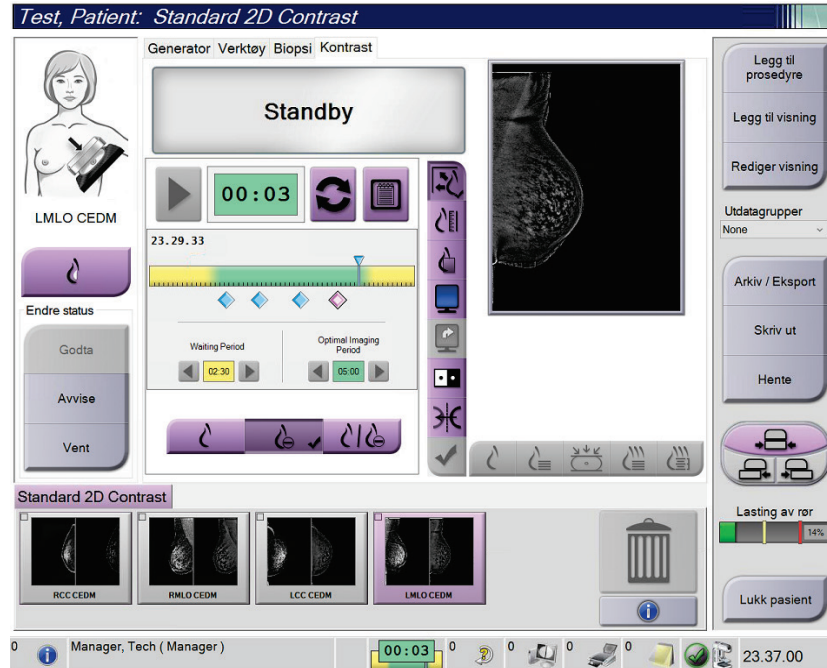 Test, Patient: Standard 2D Contrast
Generator Verktøy Biopsi Kontrast
Standby
00:03
23.29.33
Waiting Period
Optimal Imaging
Period
02:30
05:00
LMLO CEDM
Endre status
Godta
Avvise
Vent
Legg til
prosedyre
Legg til visning
Rediger visning
Utdatagrupper
None
Arkiv / Eksport
Skriv ut
Hente
Lasting av rør
14%
Lukk pasient
Standard 2D Contrast
RCC CEDM
RMLO CEDM
LCC CEDM
LMLO CEDM
0
Manager, Tech ( Manager )
00:03
0
0
0
0
23.37.00